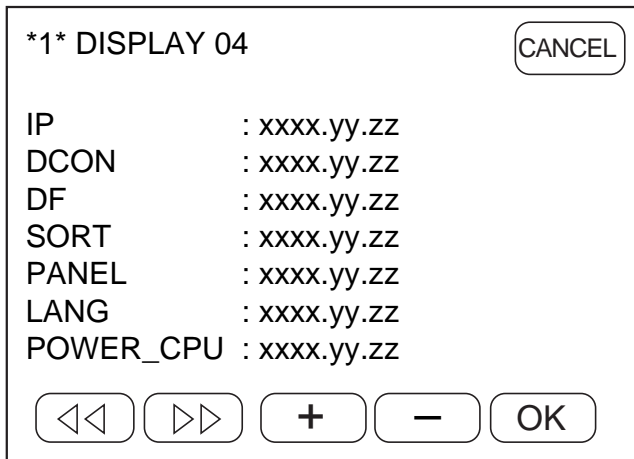 *1* DISPLAY 04
CANCEL
IP : xxxx.yy.zz
DCON : xxxx.yy.zz
DF : xxxx.yy.zz
SORT : xxxx.yy.zz
PANEL : xxxx.yy.zz
LANG : xxxx.yy.zz
POWER_CPU : xxxx.yy.zz
+ − OK